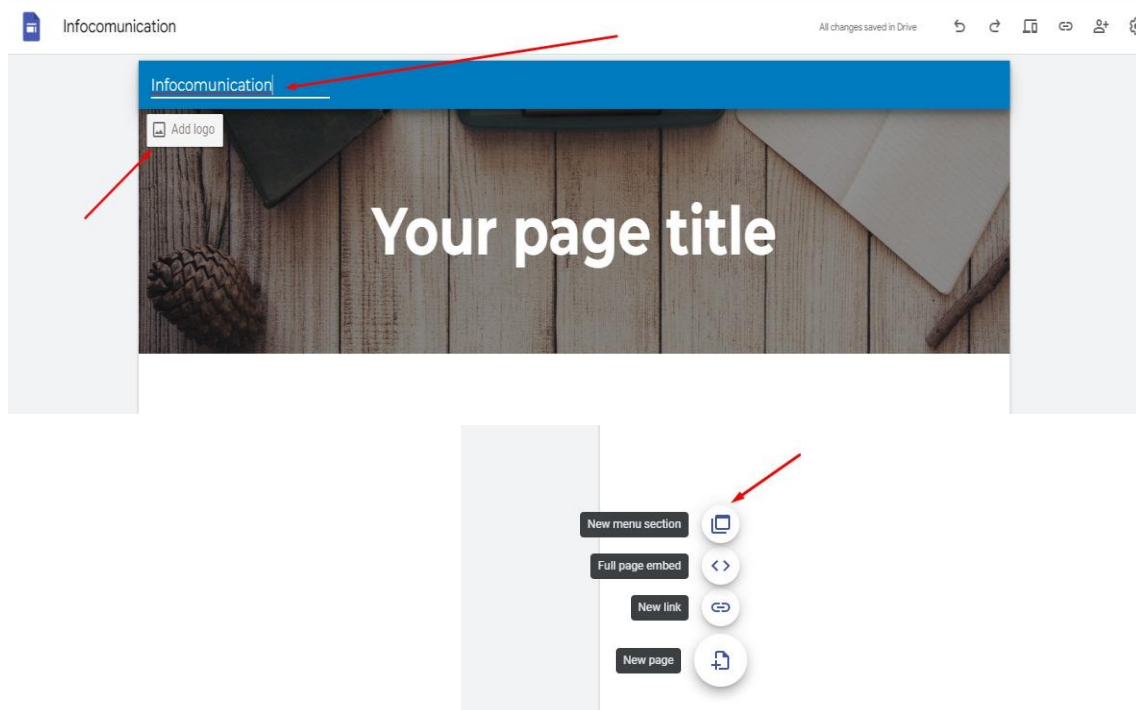 Infocomunication
All changes saved in Drive
Infocomunication
Add logo
Your page title
New menu section
Full page embed
New link
New page